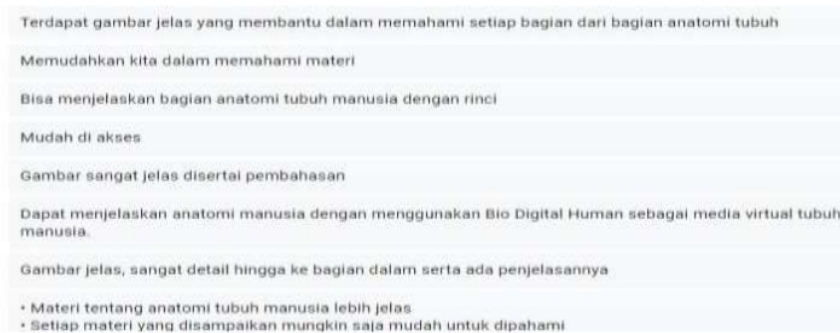 Terdapat gambar jelas yang membantu dalam memahami setiap bagian dari bagian anatomi tubuh
Memudahkan kita dalam memahami materi
Bisa menjelaskan bagian anatomi tubuh manusia dengan rinci
Mudah di akses
Gambar sangat jelas disertai pembahasan
Dapat menjelaskan anatomi manusia dengan menggunakan Bio Digital Human sebagai media virtual tubuh
manusia.
Gambar jelas, sangat detail hingga ke bagian dalam serta ada penjelasannya
• Materi tentang anatomi tubuh manusia lebih jelas
• Setiap materi yang disampaikan mungkin saja mudah untuk dipahami